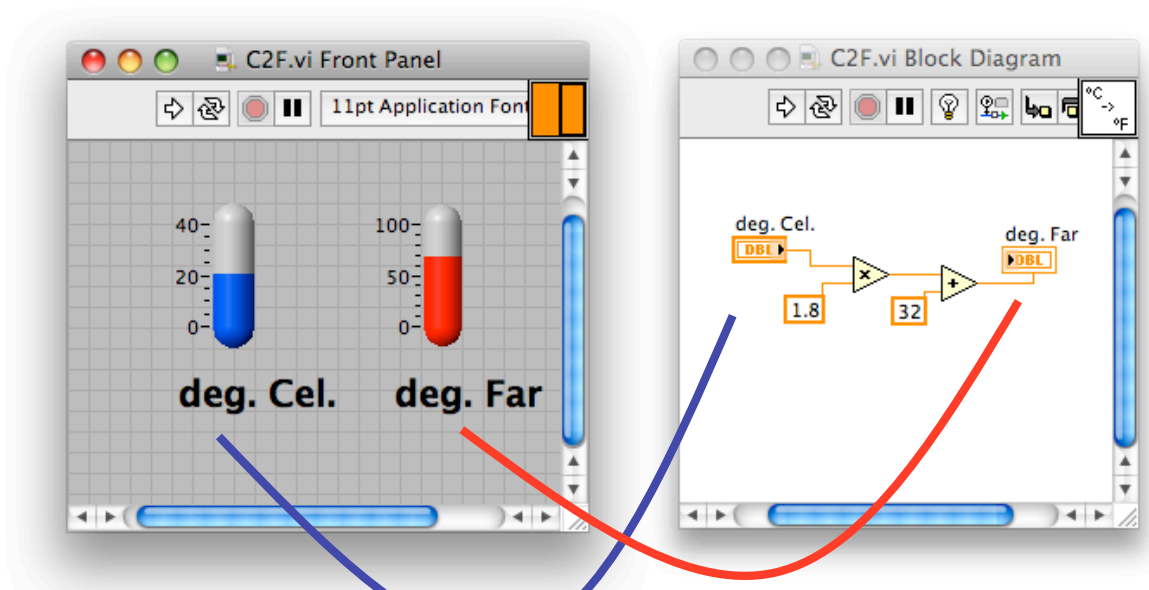 C2F.vi Front Panel
11pt Application Font
40
20
0
deg. Cel.
100
50
0
deg. Far
C2F.vi Block Diagram
°C
->
°F
deg. Cel.
DBL
×
1.8
+
32
deg. Far
DBL